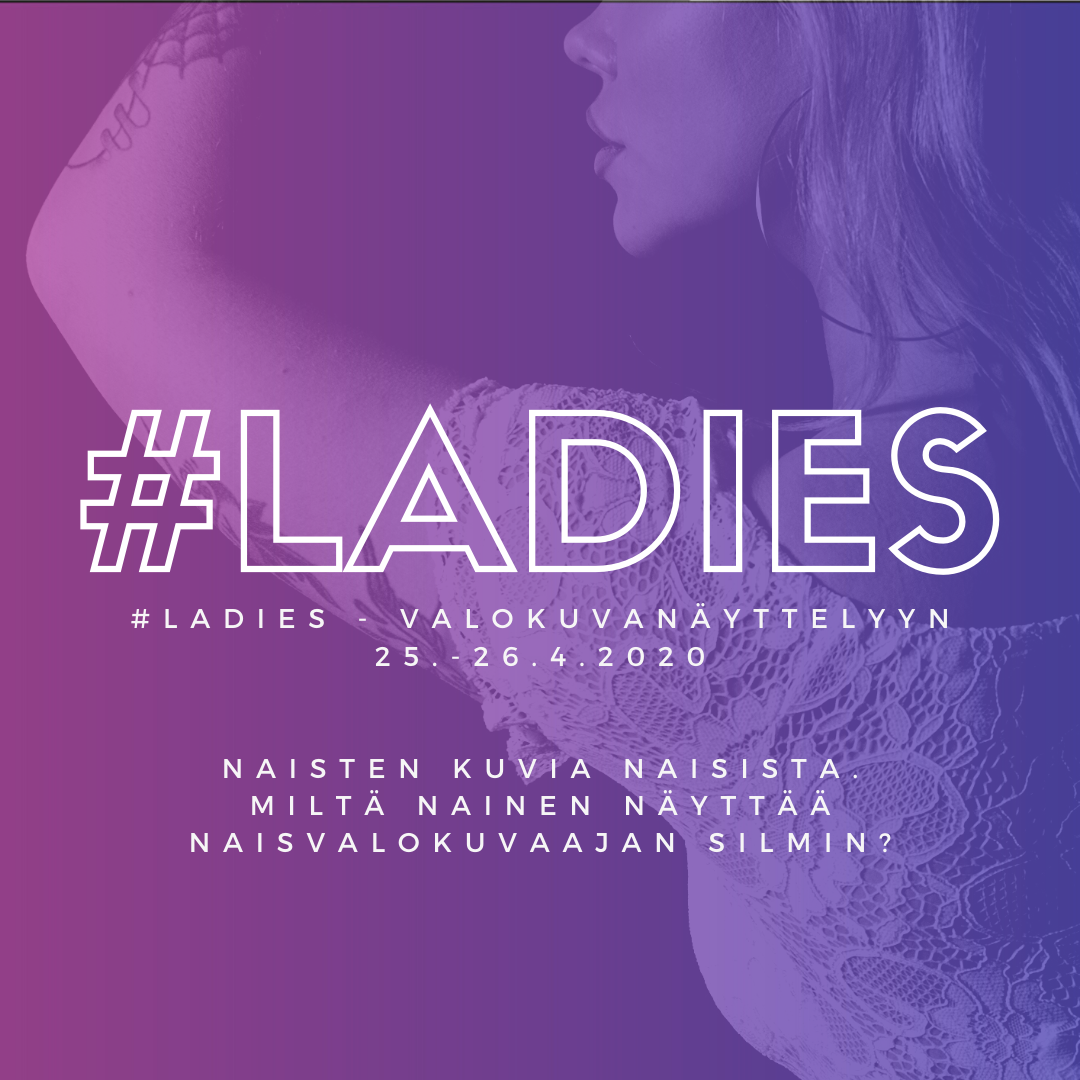 #LADIES
#LADIES - VALOKUVANÄYTTELYYN
25.-26.4.2020
NAISTEN KUVIA NAISISTA.
MILTÄ NAINEN NÄYTTÄÄ
NAISVALOKUVAAJAN SILMIN?